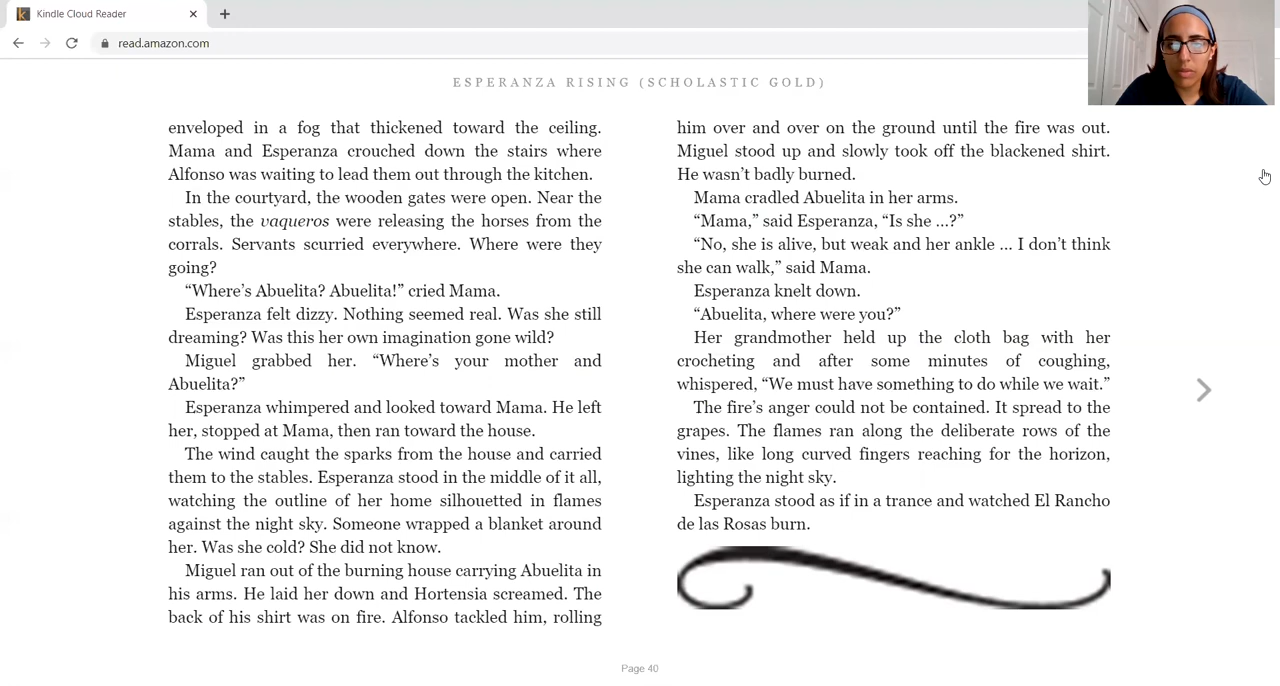 Kindle Cloud Reader
read.amazon.com
ESPERANZA RISING (SCHOLASTIC GOLD)
enveloped in a fog that thickened toward the ceiling.
Mama and Esperanza crouched down the stairs where
Alfonso was waiting to lead them out through the kitchen.
In the courtyard, the wooden gates were open. Near the
stables, the vaqueros were releasing the horses from the
corrals. Servants scurried everywhere. Where were they
going?
“Where’s Abuelita? Abuelita!” cried Mama.
Esperanza felt dizzy. Nothing seemed real. Was she still
dreaming? Was this her own imagination gone wild?
Miguel grabbed her. “Where’s your mother and
Abuelita?”
Esperanza whimpered and looked toward Mama. He left
her, stopped at Mama, then ran toward the house.
The wind caught the sparks from the house and carried
them to the stables. Esperanza stood in the middle of it all,
watching the outline of her home silhouetted in flames
against the night sky. Someone wrapped a blanket around
her. Was she cold? She did not know.
Miguel ran out of the burning house carrying Abuelita in
his arms. He laid her down and Hortensia screamed. The
back of his shirt was on fire. Alfonso tackled him, rolling
him over and over on the ground until the fire was out.
Miguel stood up and slowly took off the blackened shirt.
He wasn’t badly burned.
Mama cradled Abuelita in her arms.
“Mama,” said Esperanza, “Is she ...?”
“No, she is alive, but weak and her ankle ... I don’t think
she can walk,” said Mama.
Esperanza knelt down.
“Abuelita, where were you?”
Her grandmother held up the cloth bag with her
crocheting and after some minutes of coughing,
whispered, “We must have something to do while we wait.”
The fire’s anger could not be contained. It spread to the
grapes. The flames ran along the deliberate rows of the
vines, like long curved fingers reaching for the horizon,
lighting the night sky.
Esperanza stood as if in a trance and watched El Rancho
de las Rosas burn.
Page 40